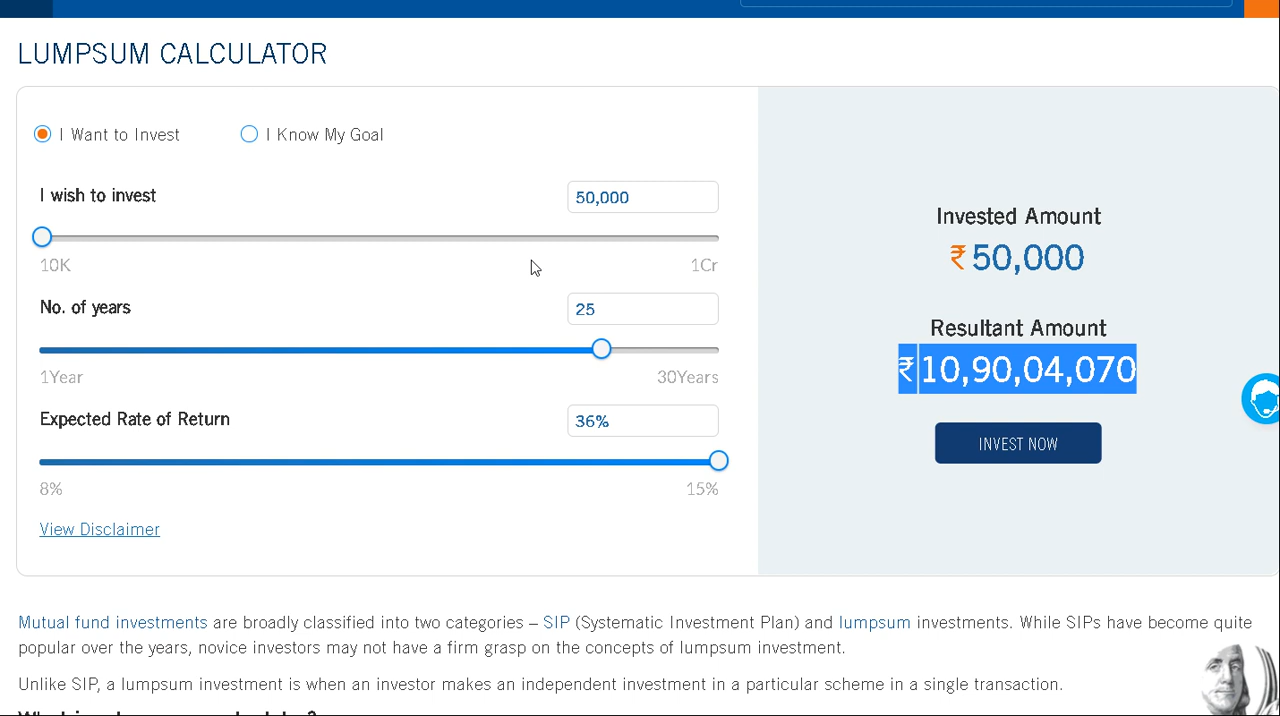 LUMPSUM CALCULATOR
I Want to Invest
I Know My Goal
I wish to invest
50,000
10K
1Cr
No. of years
25
1Year
30Years
Expected Rate of Return
36%
8%
15%
View Disclaimer
Invested Amount
₹50,000
Resultant Amount
₹10,90,04,070
INVEST NOW
Mutual fund investments are broadly classified into two categories – SIP (Systematic Investment Plan) and lumpsum investments. While SIPs have become quite
popular over the years, novice investors may not have a firm grasp on the concepts of lumpsum investment.
Unlike SIP, a lumpsum investment is when an investor makes an independent investment in a particular scheme in a single transaction.